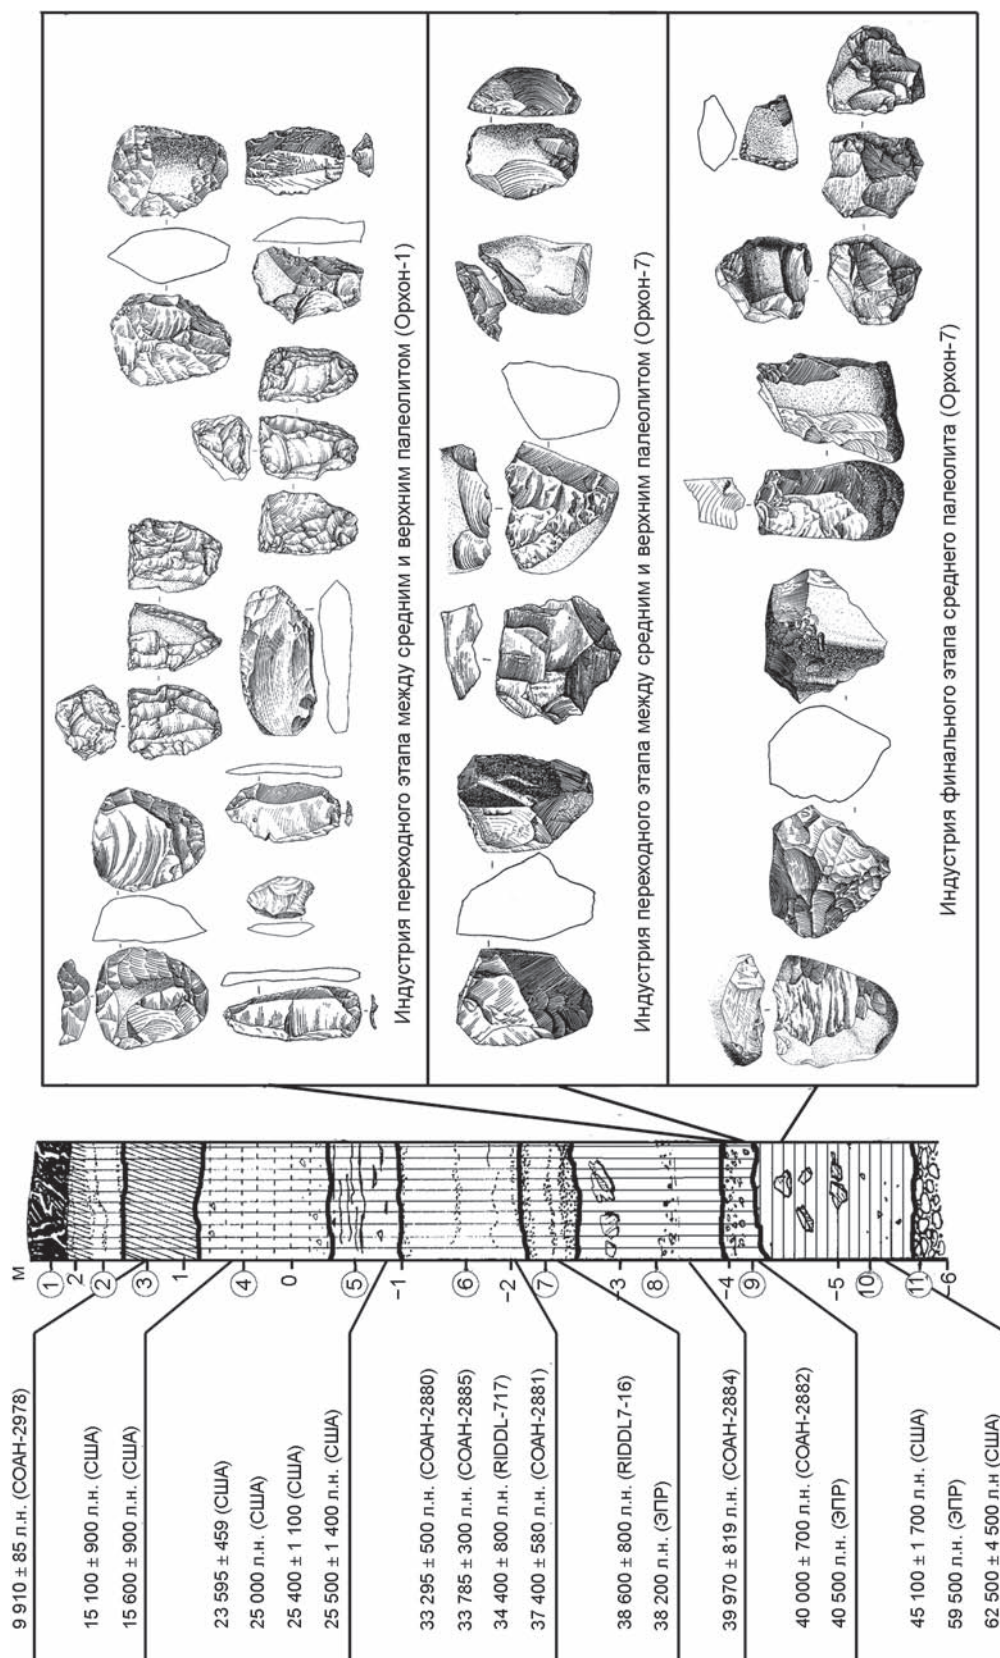 9 910 ± 85 л.н. (СОАН-2978)
15 100 ± 900 л.н. (США)
15 600 ± 900 л.н. (США)
23 595 ± 459 (США)
25 000 л.н. (США)
25 400 ± 1 100 (США)
25 500 ± 1 400 л.н. (США)
33 295 ± 500 л.н. (СОАН-2880)
33 785 ± 300 л.н. (СОАН-2885)
34 400 ± 800 л.н. (RIDDL-717)
37 400 ± 580 л.н. (СОАН-2881)
38 600 ± 800 л.н. (RIDDL7-16)
38 200 л.н. (ЭПР)
39 970 ± 819 л.н. (СОАН-2884)
40 000 ± 700 л.н. (СОАН-2882)
40 500 л.н. (ЭПР)
45 100 ±1 700 л.н. (США)
59 500 л.н. (ЭПР)
62 500 ± 4 500 л.н (США)
М
1
2
2
3
1
4
0
5
–1
6
–2
7
–3
8
–4
9
–5
10
11
–6
Индустрия переходного этапа между средним и верхним палеолитом (Орхон-1)
Индустрия переходного этапа между средним и верхним палеолитом (Орхон-7)
Индустрия финального этапа среднего палеолита (Орхон-7)